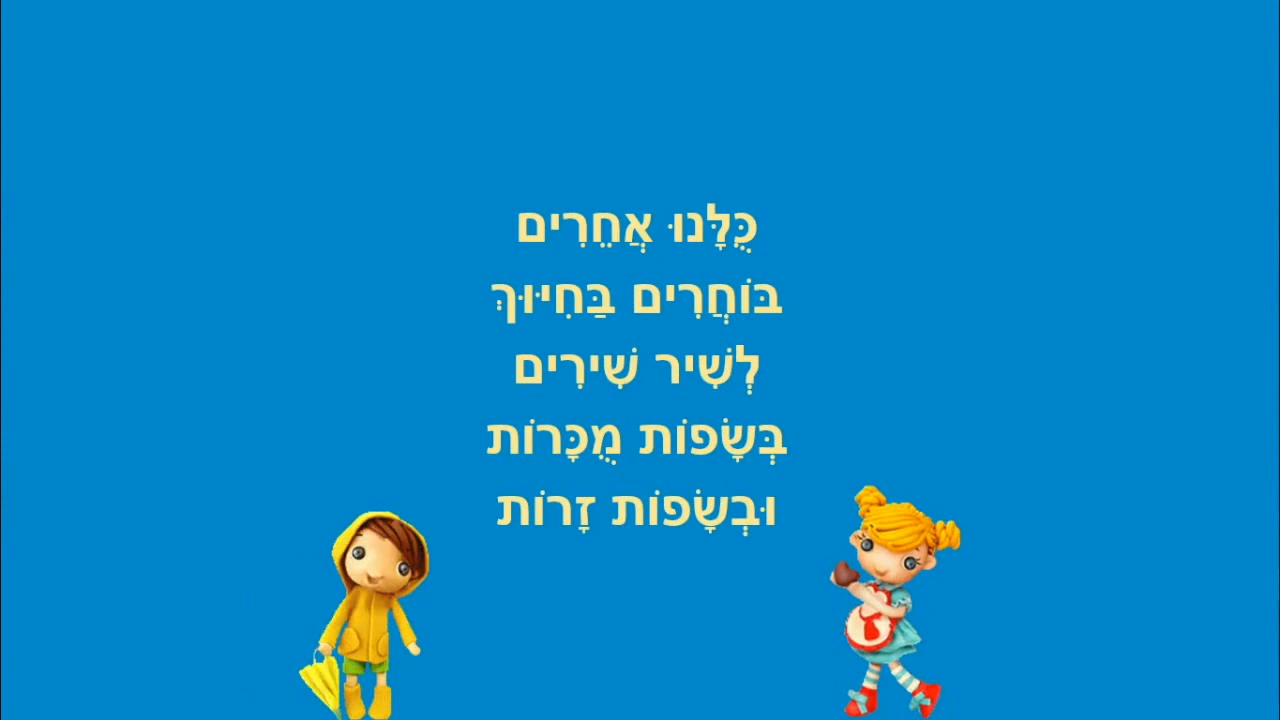 כֻּלָּנוּ אֲחֵרִים
בּוֹחֲרִים בַּחִיּוּךְ
לְשִׁיר שִׁירִים
בְּשָׂפוֹת מֻכָּרוֹת
וּבְשָׂפוֹת זָרוֹת